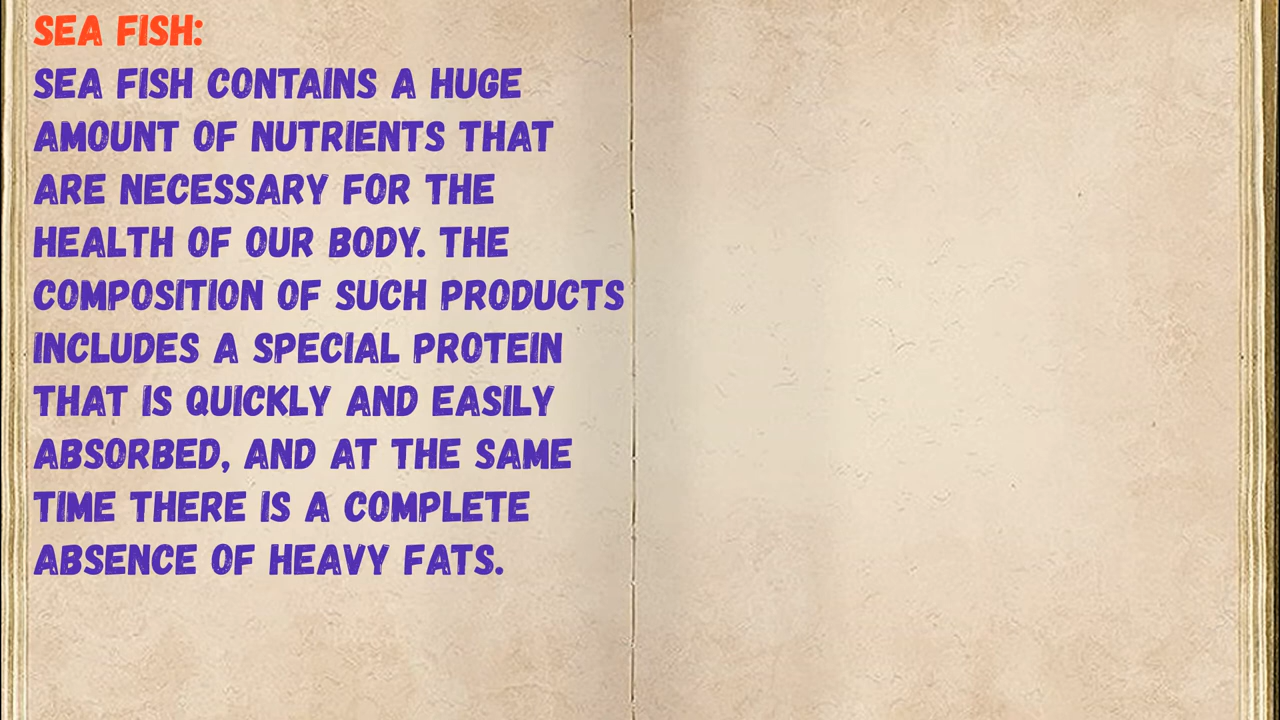 SEA FISH:
SEA FISH CONTAINS A HUGE
AMOUNT OF NUTRIENTS THAT
ARE NECESSARY FOR THE
HEALTH OF OUR BODY. THE
COMPOSITION OF SUCH PRODUCTS
INCLUDES A SPECIAL PROTEIN
THAT IS QUICKLY AND EASILY
ABSORBED, AND AT THE SAME
TIME THERE IS A COMPLETE
ABSENCE OF HEAVY FATS.